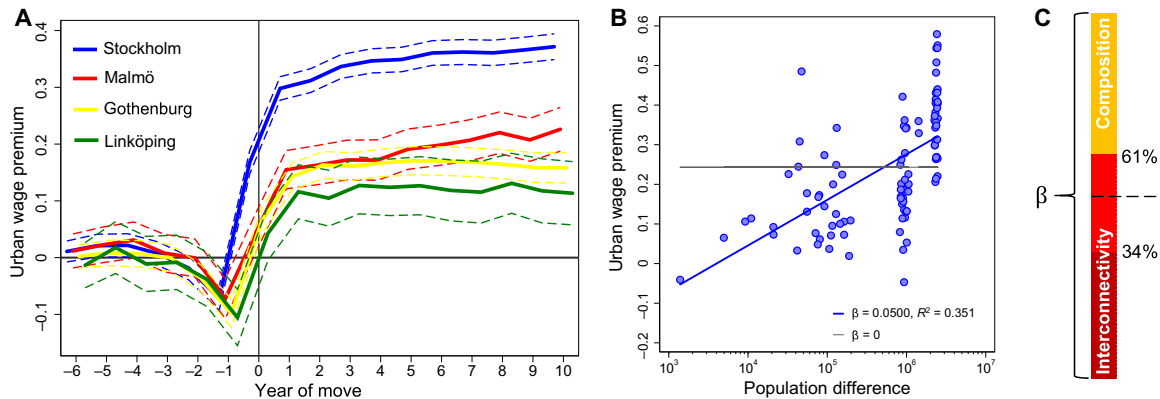 A
Urban wage premium
0.4
0.3
0.2
0.1
0
−0.1
Stockholm
Malmö
Gothenburg
Linköping
−6 −5 −4 −3 −2 −1 0 1 2 3 4 5 6 7 8 9 10
Year of move
B
Urban wage premium
0.6
0.5
0.4
0.3
0.2
0.1
0.0
−0.1
−0.2
β = 0.0500, R² = 0.351
β = 0
10³ 10⁴ 10⁵ 10⁶ 10⁷
Population difference
C
β
Composition
Interconnectivity
61%
34%